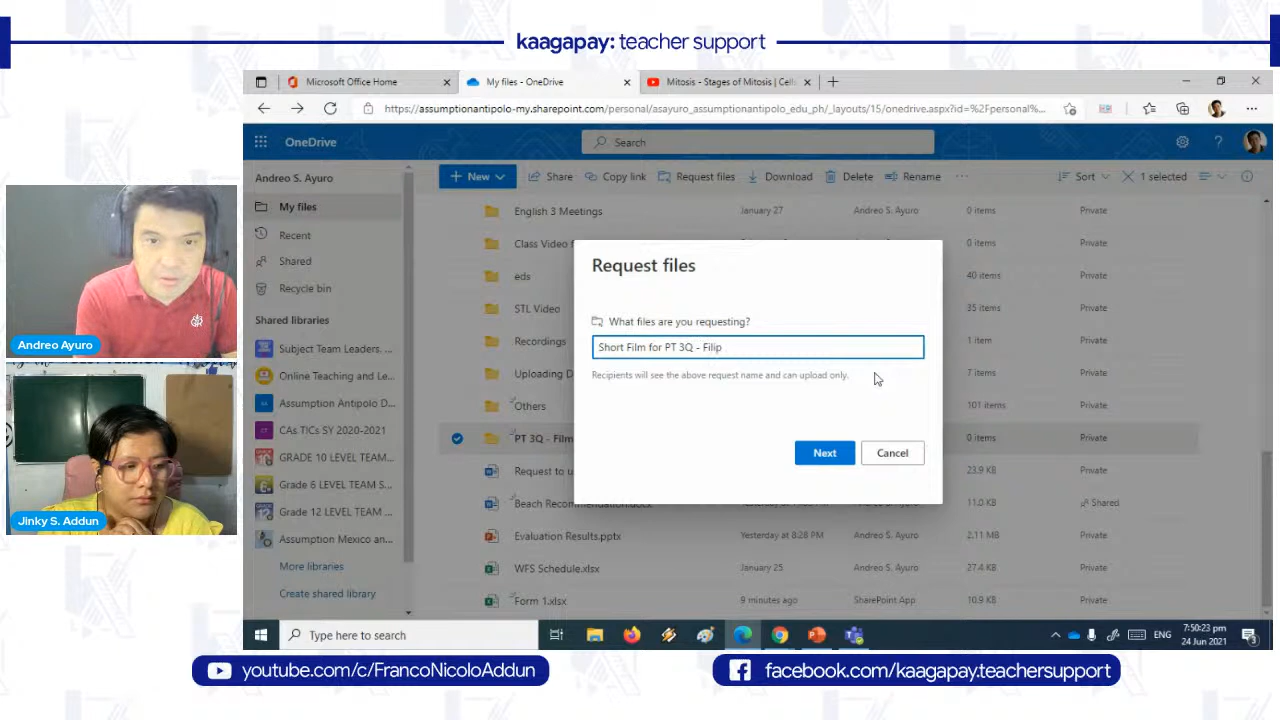 kaagapay: teacher support
Microsoft Office Home
My files - OneDrive
Mitosis - Stages of Mitosis | Cell
https://assumptionantipolo-my.sharepoint.com/personal/asayuro_assumptionantipolo_edu_ph/_layouts/15/onedrive.aspx?id=%2Fpersonal%...
OneDrive
Search
Andreo S. Ayuro
+ New
Share
Copy link
Request files
Download
Delete
Rename
...
Sort
1 selected
My files
Recent
Shared
Recycle bin
Shared libraries
Subject Team Leaders. ...
Online Teaching and Le...
Assumption Antipolo D...
CAs TICs SY 2020-2021
GRADE 10 LEVEL TEAM...
Grade 6 LEVEL TEAM S...
Grade 12 LEVEL TEAM ...
Assumption Mexico an...
More libraries
Create shared library
English 3 Meetings January 27 Andreo S. Ayuro 0 items Private
Class Video 0 items Private
eds 40 items Private
STL Video 35 items Private
Recordings 1 item Private
Uploading D 7 items Private
Others 101 items Private
PT 3Q - Film 0 items Private
Request to u 23.9 KB Private
Beach Recommendation.docx 11.0 KB Shared
Evaluation Results.pptx Yesterday at 8:28 PM Andreo S. Ayuro 2.11 MB Private
WFS Schedule.xlsx January 25 Andreo S. Ayuro 27.4 KB Private
Form 1.xlsx 9 minutes ago SharePoint App 10.9 KB Private
Request files
What files are you requesting?
Short Film for PT 3Q - Filip
Recipients will see the above request name and can upload only.
Next
Cancel
Andreo Ayuro
Jinky S. Addun
Type here to search
ENG
7:50:23 pm
24 Jun 2021
3
youtube.com/c/FrancoNicoloAddun
facebook.com/kaagapay.teachersupport